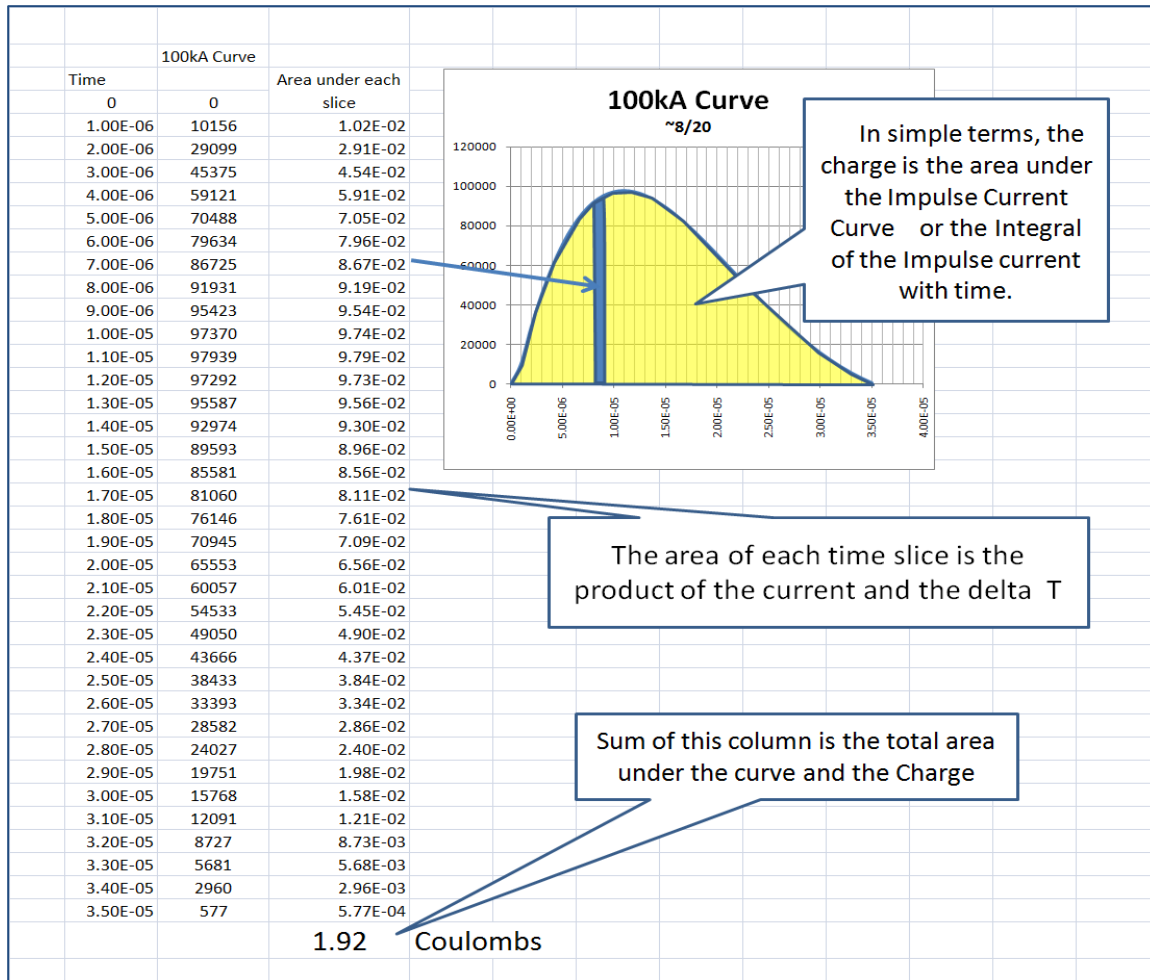 100kA Curve
Time Area under each
0 0 slice
1.00E-06 10156 1.02E-02
2.00E-06 29099 2.91E-02
3.00E-06 45375 4.54E-02
4.00E-06 59121 5.91E-02
5.00E-06 70488 7.05E-02
6.00E-06 79634 7.96E-02
7.00E-06 86725 8.67E-02
8.00E-06 91931 9.19E-02
9.00E-06 95423 9.54E-02
1.00E-05 97370 9.74E-02
1.10E-05 97939 9.79E-02
1.20E-05 97292 9.73E-02
1.30E-05 95587 9.56E-02
1.40E-05 92974 9.30E-02
1.50E-05 89593 8.96E-02
1.60E-05 85581 8.56E-02
1.70E-05 81060 8.11E-02
1.80E-05 76146 7.61E-02
1.90E-05 70945 7.09E-02
2.00E-05 65553 6.56E-02
2.10E-05 60057 6.01E-02
2.20E-05 54533 5.45E-02
2.30E-05 49050 4.90E-02
2.40E-05 43666 4.37E-02
2.50E-05 38433 3.84E-02
2.60E-05 33393 3.34E-02
2.70E-05 28582 2.86E-02
2.80E-05 24027 2.40E-02
2.90E-05 19751 1.98E-02
3.00E-05 15768 1.58E-02
3.10E-05 12091 1.21E-02
3.20E-05 8727 8.73E-03
3.30E-05 5681 5.68E-03
3.40E-05 2960 2.96E-03
3.50E-05 577 5.77E-04
1.92 Coulombs
100kA Curve
~8/20
120000
100000
80000
60000
40000
20000
0
0.00E+00
5.00E-06
1.00E-05
1.50E-05
2.00E-05
2.50E-05
3.00E-05
3.50E-05
4.00E-05
In simple terms, the
charge is the area under
the Impulse Current
Curve or the Integral
of the Impulse current
with time.
The area of each time slice is the
product of the current and the delta T
Sum of this column is the total area
under the curve and the Charge